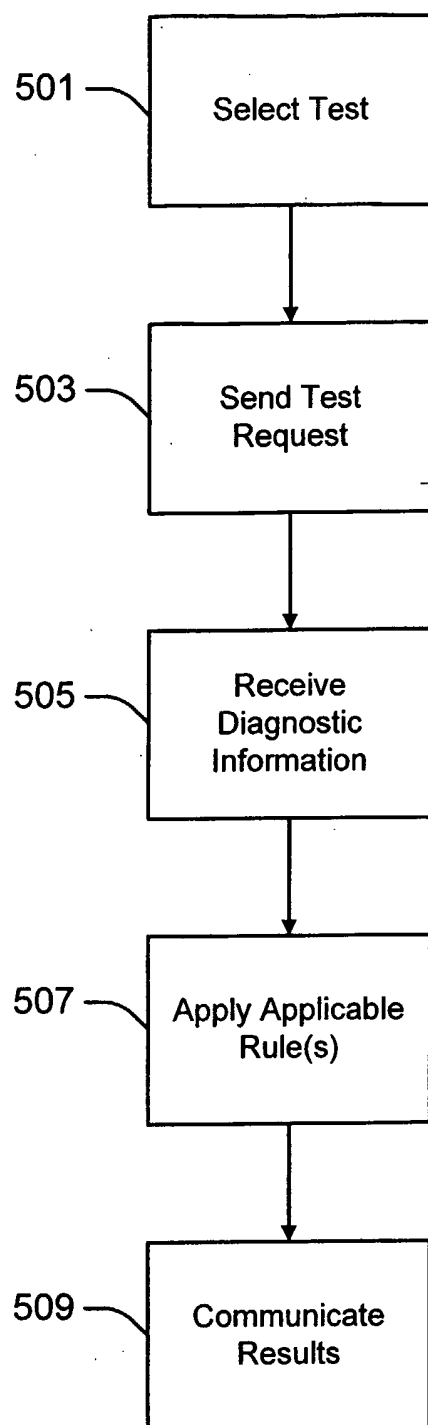 501
Select Test
503
Send Test
Request
505
Receive
Diagnostic
Information
507
Apply Applicable
Rule(s)
509
Communicate
Results